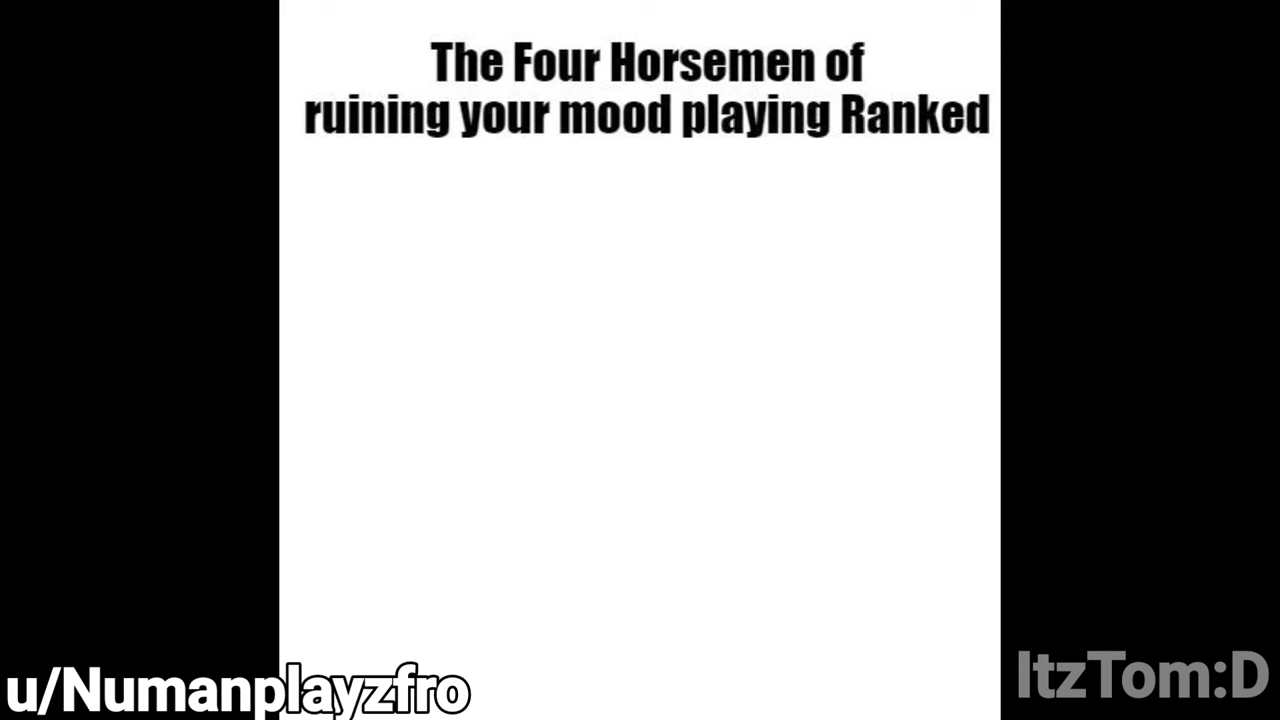 The Four Horsemen of
ruining your mood playing Ranked
u/Numanplayzfro
ItzTom:D